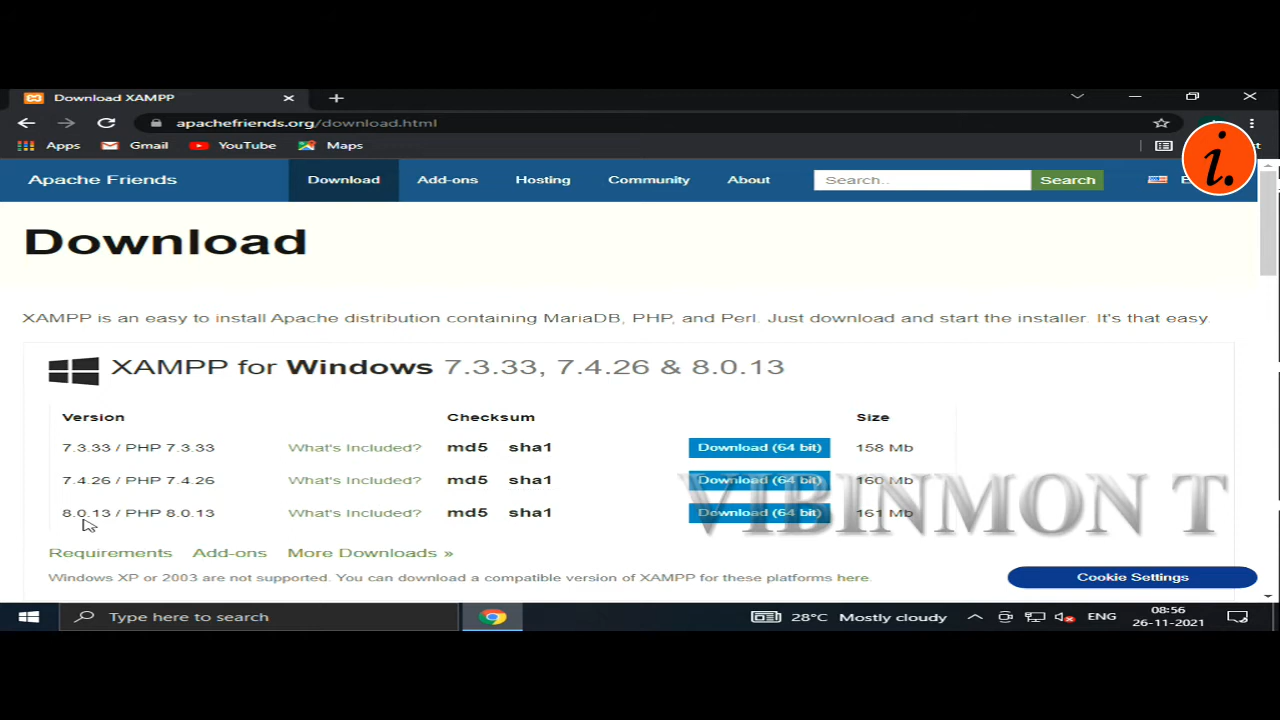 Download XAMPP
apachefriends.org/download.html
Apps Gmail YouTube Maps
i.
Apache Friends Download Add-ons Hosting Community About Search.. Search
Download
XAMPP is an easy to install Apache distribution containing MariaDB, PHP, and Perl. Just download and start the installer. It's that easy.
XAMPP for Windows 7.3.33, 7.4.26 & 8.0.13
Version Checksum Size
7.3.33 / PHP 7.3.33 What's Included? md5 sha1 Download (64 bit) 158 Mb
7.4.26 / PHP 7.4.26 What's Included? md5 sha1 Download (64 bit) 160 Mb
VIBINMON T
8.0.13 / PHP 8.0.13 What's Included? md5 sha1 Download (64 bit) 161 Mb
Requirements Add-ons More Downloads »
Windows XP or 2003 are not supported. You can download a compatible version of XAMPP for these platforms here.
Cookie Settings
Type here to search 28°C Mostly cloudy ENG 08:56
26-11-2021